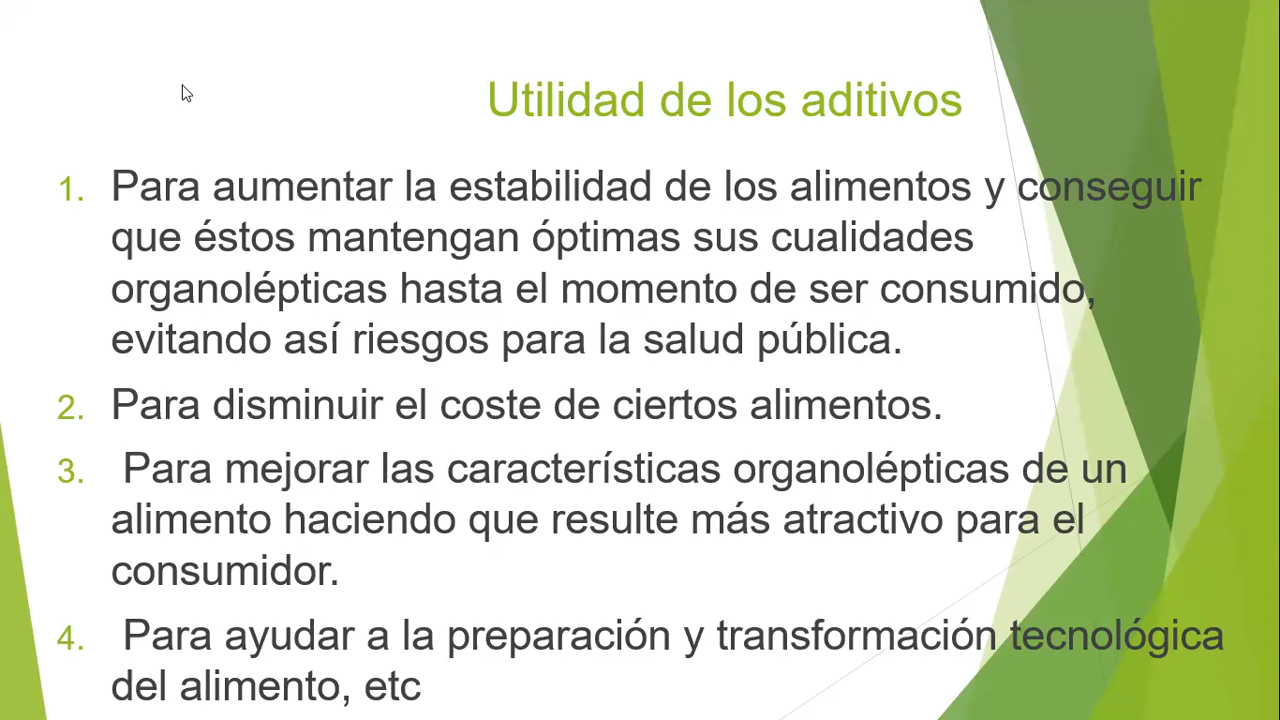 Utilidad de los aditivos
1. Para aumentar la estabilidad de los alimentos y conseguir
que éstos mantengan óptimas sus cualidades
organolépticas hasta el momento de ser consumido,
evitando así riesgos para la salud pública.
2. Para disminuir el coste de ciertos alimentos.
3. Para mejorar las características organolépticas de un
alimento haciendo que resulte más atractivo para el
consumidor.
4. Para ayudar a la preparación y transformación tecnológica
del alimento, etc